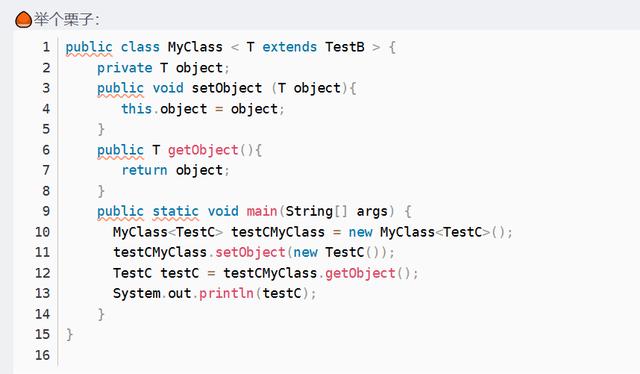 举个栗子：
1 public class MyClass < T extends TestB > {
2 private T object;
3 public void setObject (T object){
4 this.object = object;
5 }
6 public T getObject(){
7 return object;
8 }
9 public static void main(String[] args) {
10 MyClass<TestC> testCMyClass = new MyClass<TestC>();
11 testCMyClass.setObject(new TestC());
12 TestC testC = testCMyClass.getObject();
13 System.out.println(testC);
14 }
15 }
16